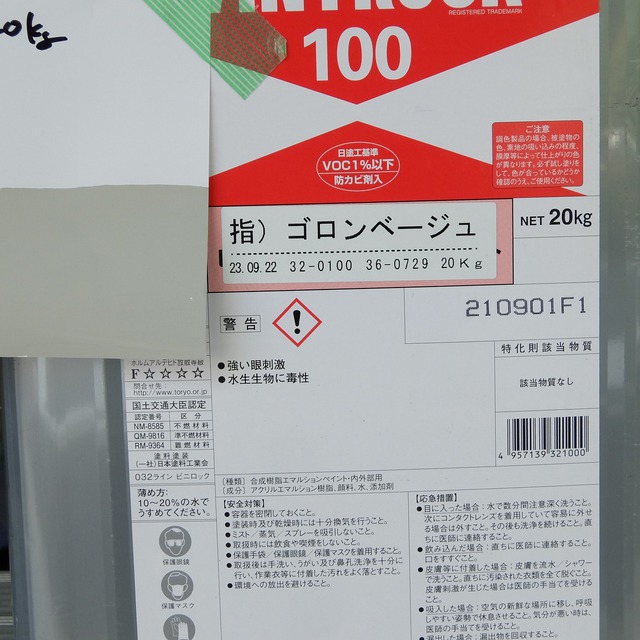 0kg
REGISTERED TRADEMARK
100
日塗工基準
VOC1%以下
防カビ剤入
ご注意
調色製品の場合、被塗物の
色、素地の吸い込みの程度、
膜厚等によって仕上がりの色
が異なります。必ず試し塗りを
して、色が合っているかどうか
確認のうえ、ご使用ください。
指）ゴロンベージュ
23.09.22 32-0100 36-0729 20Kg
NET 20kg
警告
強い眼刺激
水生生物に毒性
210901F1
特化則該当物質
該当物質なし
4 957139 321000
ホルムアルデヒド放散等級
F☆☆☆☆
問合せ先:
http://www.toryo.or.jp
国土交通大臣認定
認定番号 区分
NM-8585 不燃材料
QM-9816 準不燃材料
RM-9364 難燃材料
塗料塗装
(一社)日本塗料工業会
032ライン ビニロック
薄め方:
10～20%の水で
うすめてください。
保護眼鏡
保護マスク
〔種類〕合成樹脂エマルションペイント・内外部用
〔成分〕アクリルエマルション樹脂、顔料、水、添加剤
【安全対策】
●容器を密閉しておくこと。
●塗装時及び乾燥時には十分換気を行うこと。
●ミスト/蒸気/スプレーを吸引しないこと。
●取扱時には飲食や喫煙をしないこと。
●保護手袋/保護眼鏡/保護マスクを着用すること。
●取扱後は手洗い、うがい及び鼻孔洗浄を十分に
行い、作業衣等に付着した汚れをよく落とすこと。
●環境への放出を避けること。
【応急措置】
●目に入った場合：水で数分間注意深く洗うこと。
次にコンタクトレンズを着用していて容易に外せ
る場合は外すこと。その後も洗浄を続けること。直
ちに医師に連絡すること。
●飲み込んだ場合：直ちに医師に連絡すること。
口をすすぐこと。
●皮膚等に付着した場合：皮膚を流水/シャワー
で洗うこと。直ちに汚染された衣類を全て脱ぐこと。
皮膚刺激が生じた場合は医師の手当てを受ける
こと。
●吸入した場合：空気の新鮮な場所に移し、呼吸
しやすい姿勢で休息させること。気分が悪い時は、
医師の手当てを受けること。